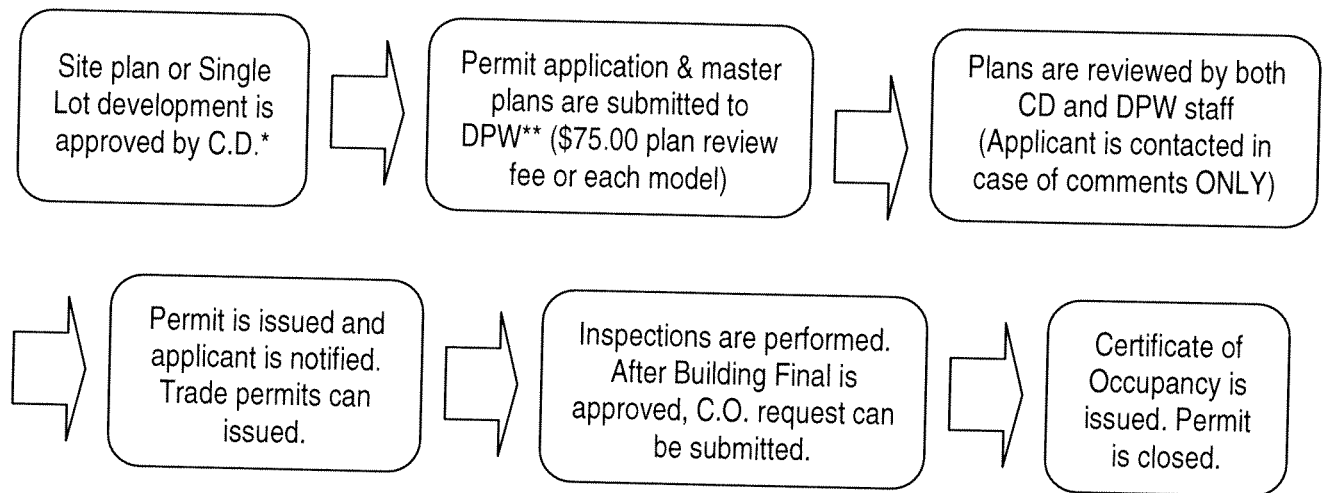 Site plan or Single
Lot development is
approved by C.D.*
Permit application & master
plans are submitted to
DPW** ($75.00 plan review
fee or each model)
Plans are reviewed by both
CD and DPW staff
(Applicant is contacted in
case of comments ONLY)
Permit is issued and
applicant is notified.
Trade permits can
issued.
Inspections are performed.
After Building Final is
approved, C.O. request can
be submitted.
Certificate of
Occupancy is
issued. Permit
is closed.